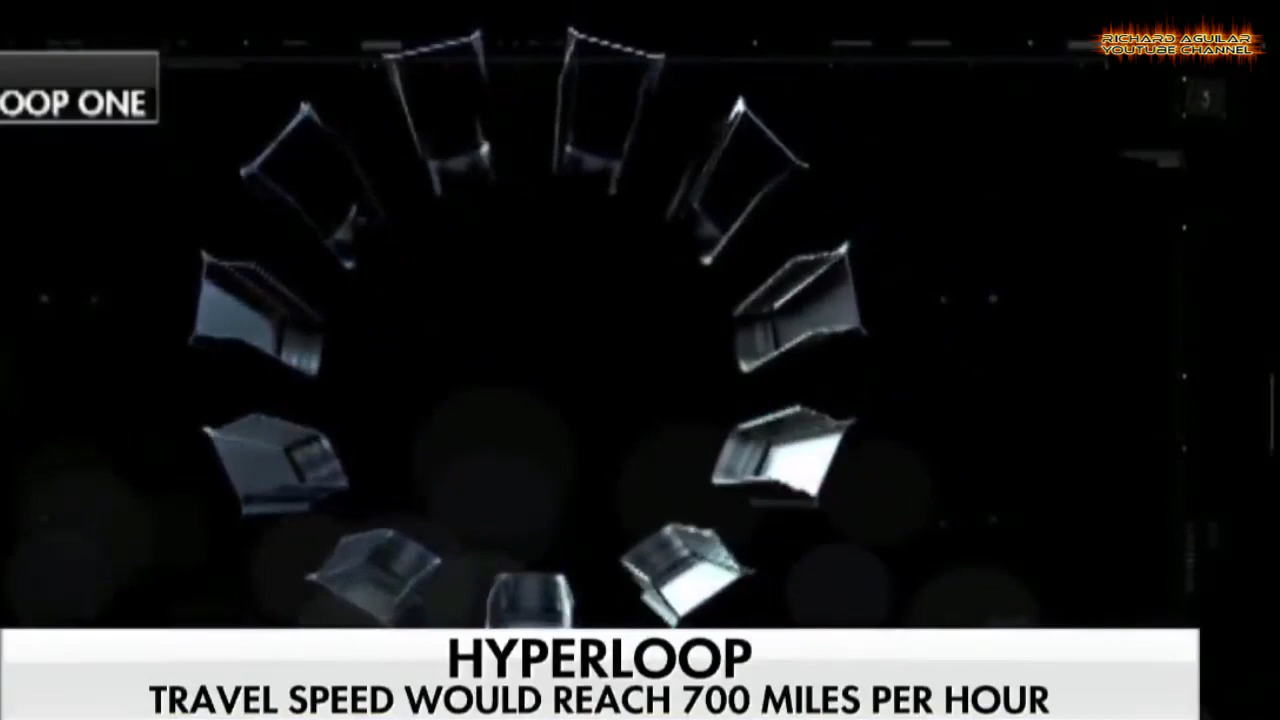 RICHARD AGUILAR
YOUTUBE CHANNEL
OOP ONE
HYPERLOOP
TRAVEL SPEED WOULD REACH 700 MILES PER HOUR